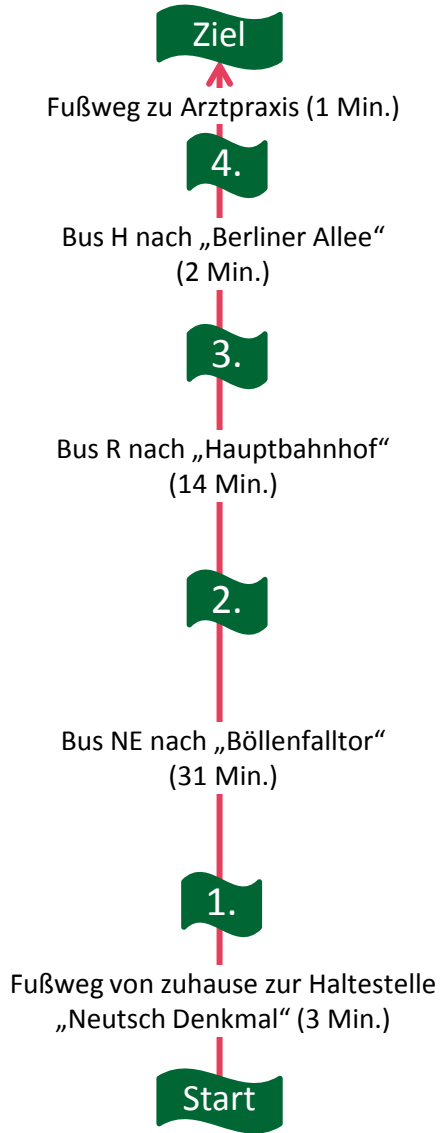 Ziel
Fußweg zu Arztpraxis (1 Min.)
4.
Bus H nach „Berliner Allee“
(2 Min.)
3.
Bus R nach „Hauptbahnhof“
(14 Min.)
2.
Bus NE nach „Böllenfalltor“
(31 Min.)
1.
Fußweg von zuhause zur Haltestelle
„Neutsch Denkmal“ (3 Min.)
Start